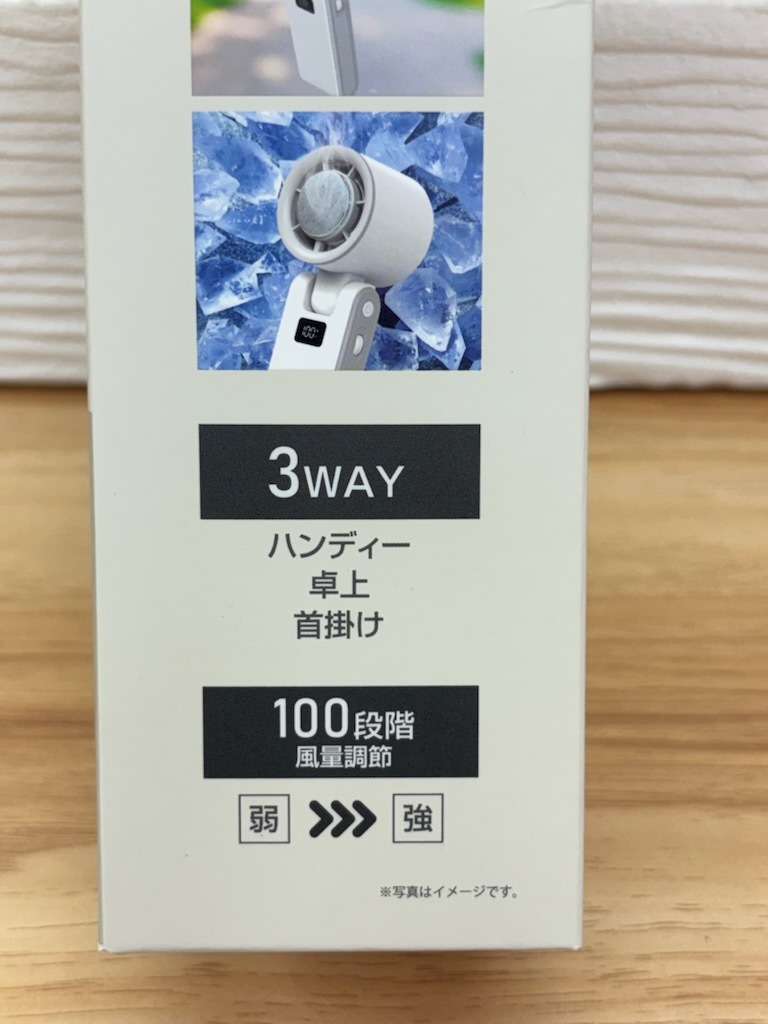 100
3WAY
ハンディー
卓上
首掛け
100段階
風量調節
弱 強
※写真はイメージです。